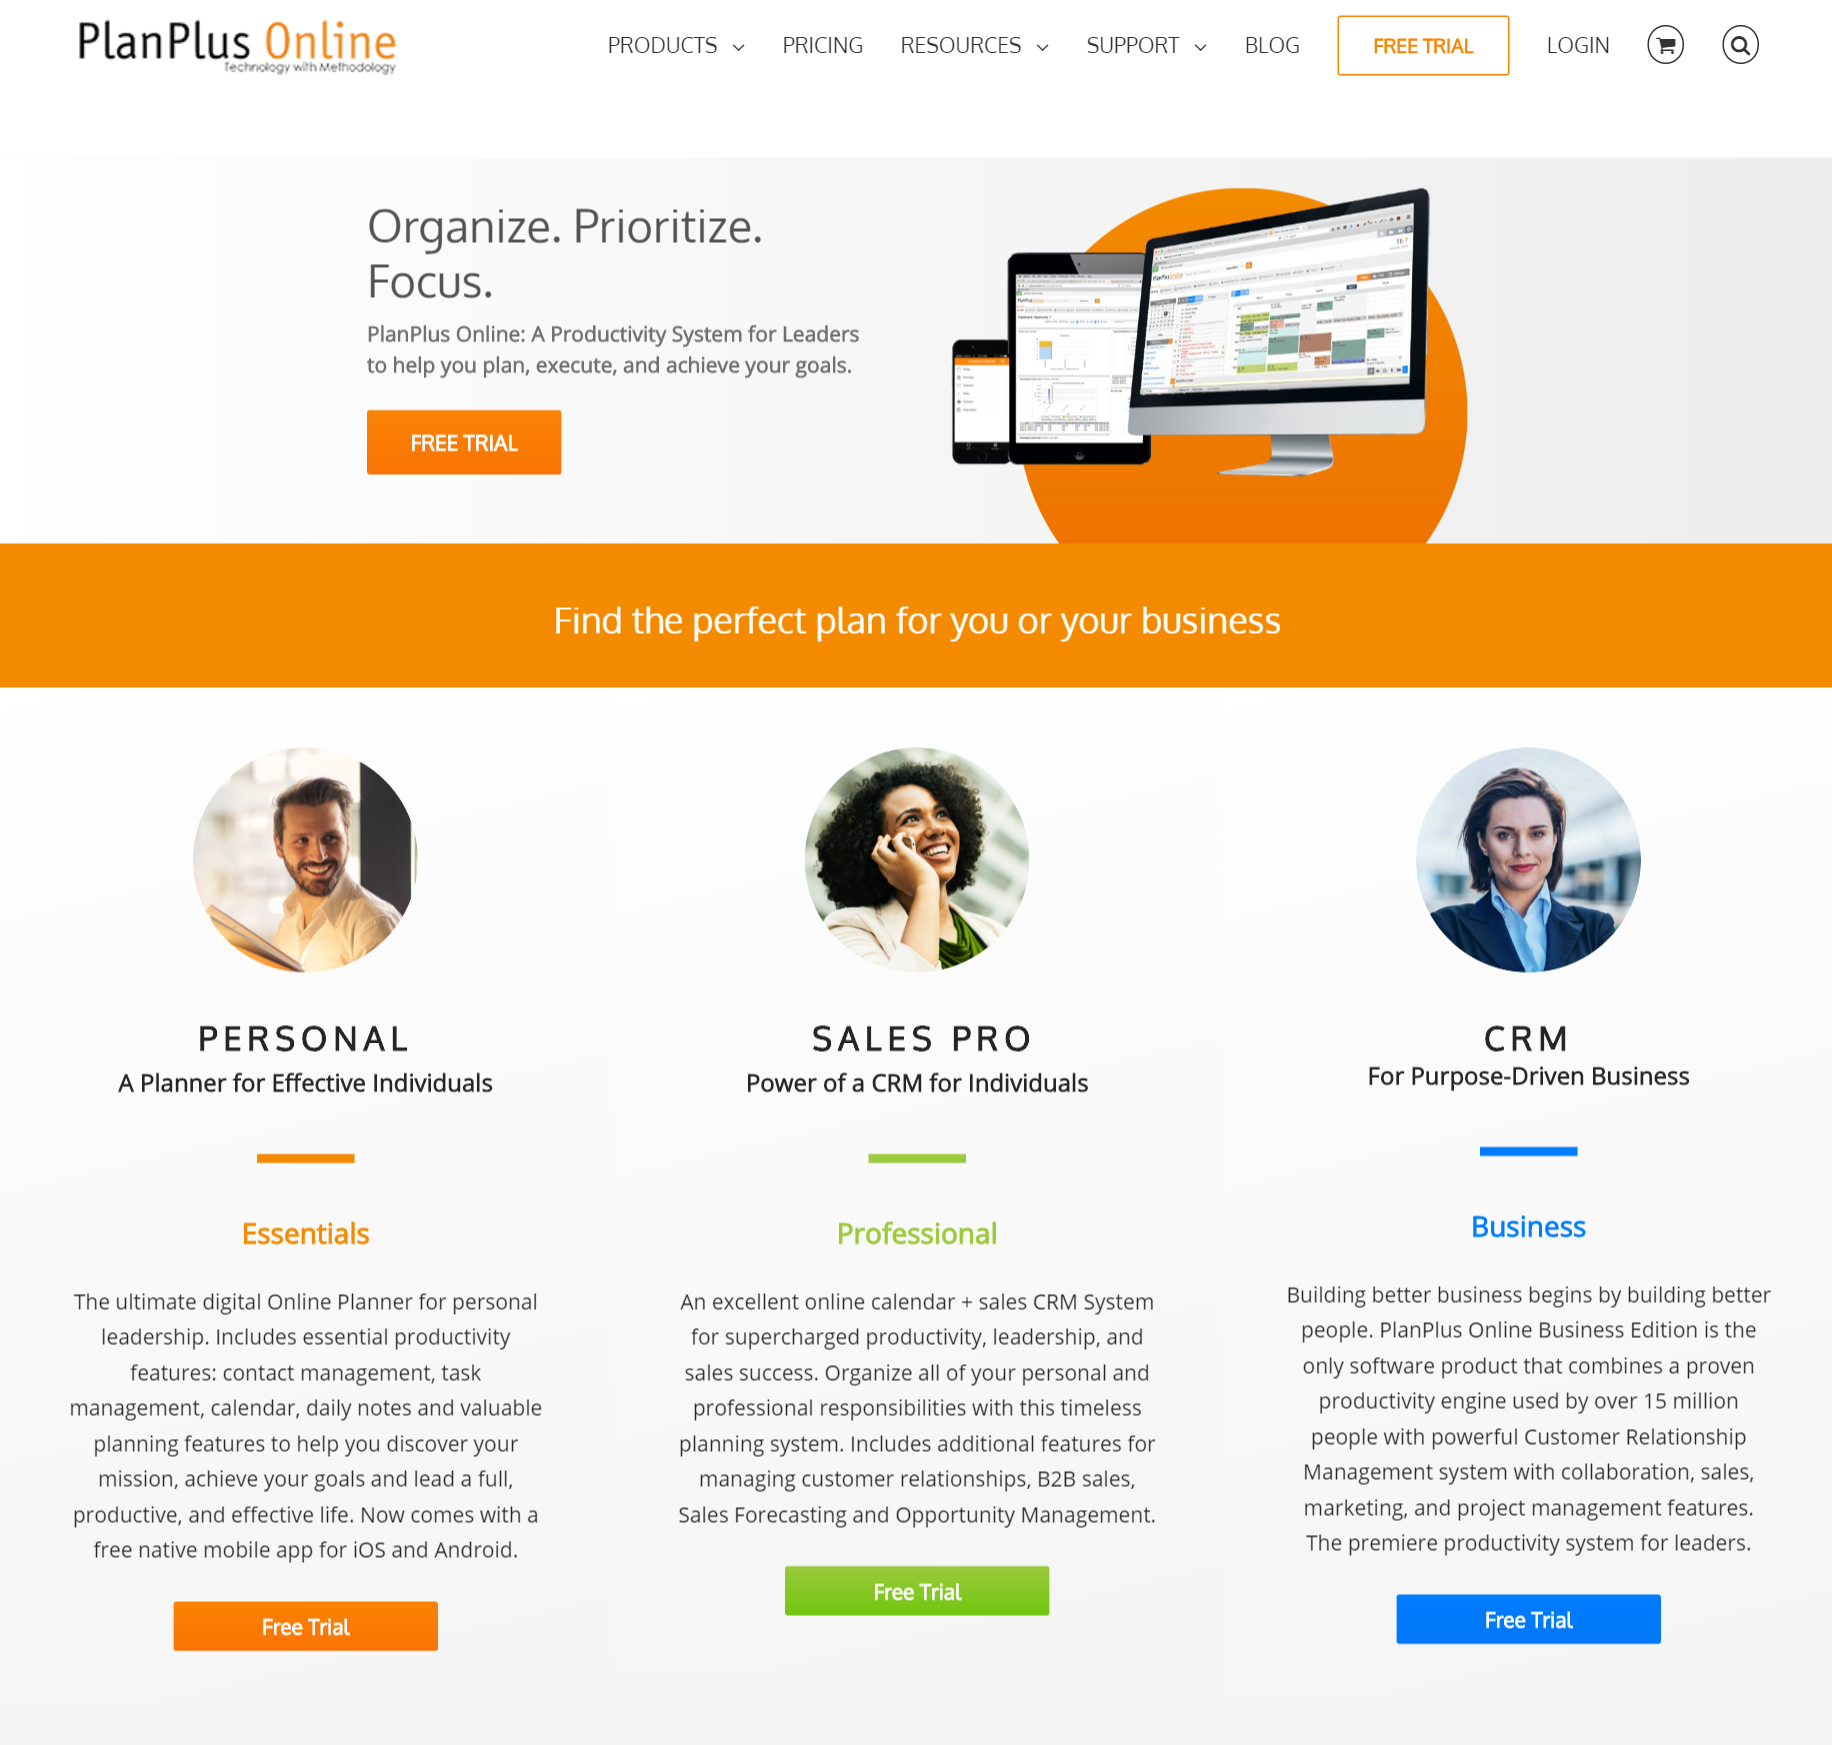 PlanPlus Online
Technology with Methodology
PRODUCTS
PRICING
RESOURCES
SUPPORT
BLOG
FREE TRIAL
LOGIN
Organize. Prioritize.
Focus.
PlanPlus Online: A Productivity System for Leaders
to help you plan, execute, and achieve your goals.
FREE TRIAL
Find the perfect plan for you or your business
PERSONAL
A Planner for Effective Individuals
Essentials
The ultimate digital Online Planner for personal
leadership. Includes essential productivity
features: contact management, task
management, calendar, daily notes and valuable
planning features to help you discover your
mission, achieve your goals and lead a full,
productive, and effective life. Now comes with a
free native mobile app for iOS and Android.
Free Trial
SALES PRO
Power of a CRM for Individuals
Professional
An excellent online calendar + sales CRM System
for supercharged productivity, leadership, and
sales success. Organize all of your personal and
professional responsibilities with this timeless
planning system. Includes additional features for
managing customer relationships, B2B sales,
Sales Forecasting and Opportunity Management.
Free Trial
CRM
For Purpose-Driven Business
Business
Building better business begins by building better
people. PlanPlus Online Business Edition is the
only software product that combines a proven
productivity engine used by over 15 million
people with powerful Customer Relationship
Management system with collaboration, sales,
marketing, and project management features.
The premiere productivity system for leaders.
Free Trial